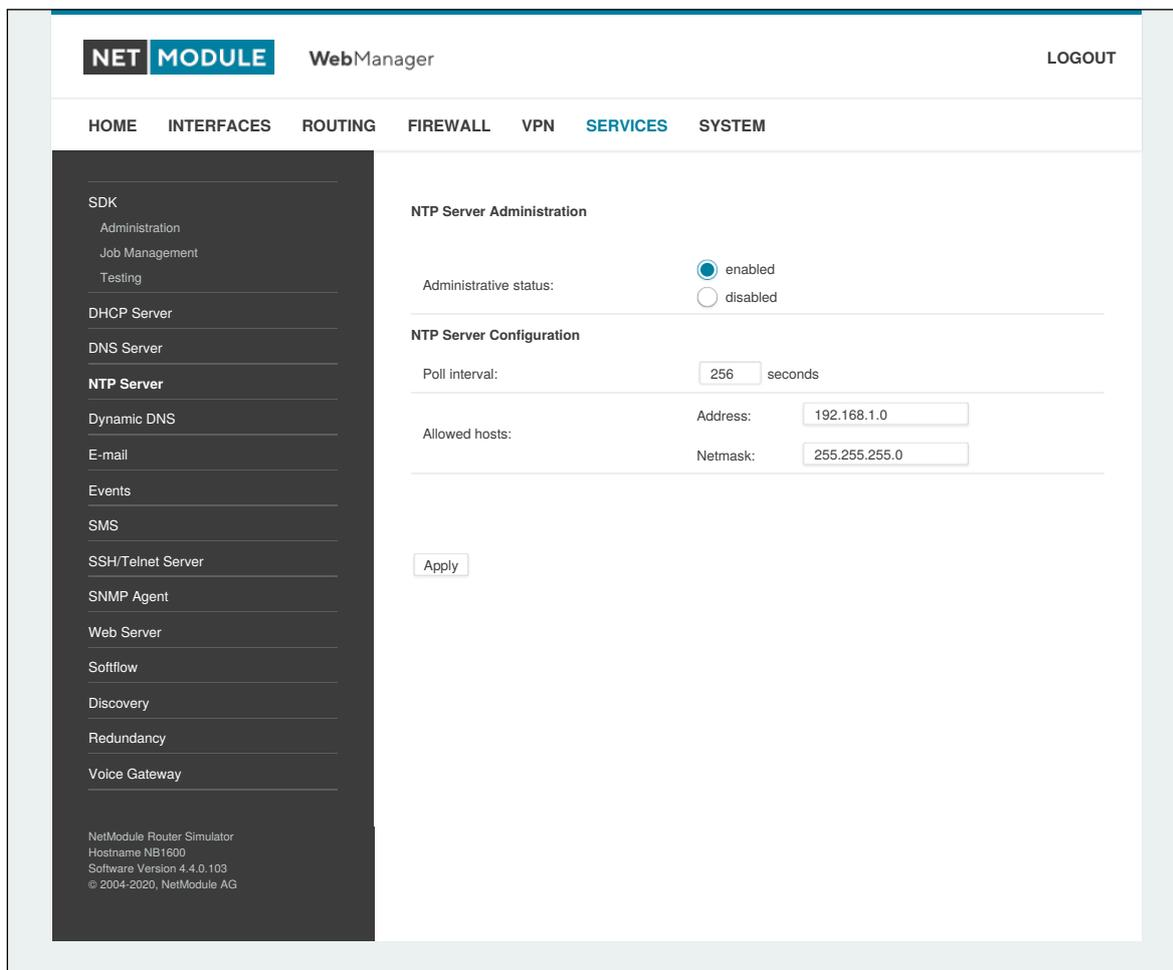 NET MODULE WebManager LOGOUT
HOME INTERFACES ROUTING FIREWALL VPN SERVICES SYSTEM
SDK
Administration
Job Management
Testing
DHCP Server
DNS Server
NTP Server
Dynamic DNS
E-mail
Events
SMS
SSH/Telnet Server
SNMP Agent
Web Server
Softflow
Discovery
Redundancy
Voice Gateway
NetModule Router Simulator
Hostname NB1600
Software Version 4.4.0.103
© 2004-2020, NetModule AG
NTP Server Administration
Administrative status:
enabled
disabled
NTP Server Configuration
Poll interval: 256 seconds
Allowed hosts:
Address: 192.168.1.0
Netmask: 255.255.255.0
Apply